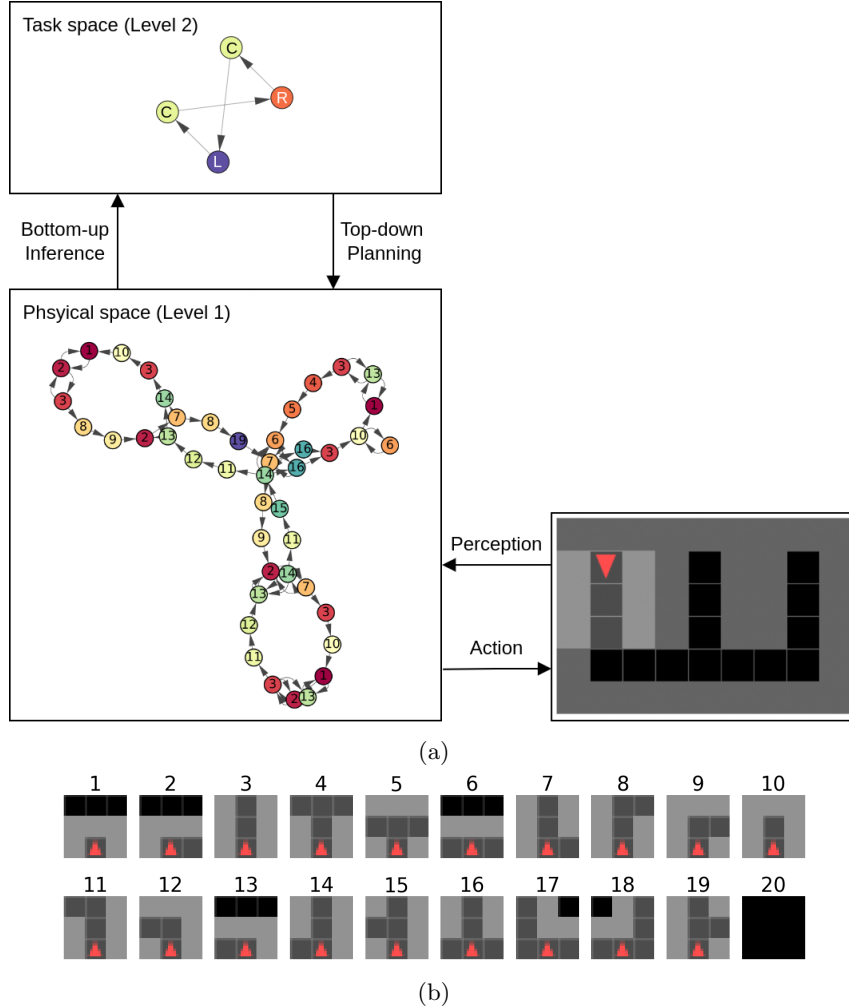 Task space (Level 2)
C
C R
L
Bottom-up Inference
Top-down Planning
Phsyical space (Level 1)
1 10
2 3 3 13
4
3 14 5 1
8 7 8
9 2 13 19 6 16 10 6
12 11 7 16 3
14
8 15
9 11
2 14 7
13 3
12 10
11 1
3 2 13
Perception
Action
(a)
1 2 3 4 5 6 7 8 9 10
11 12 13 14 15 16 17 18 19 20
(b)